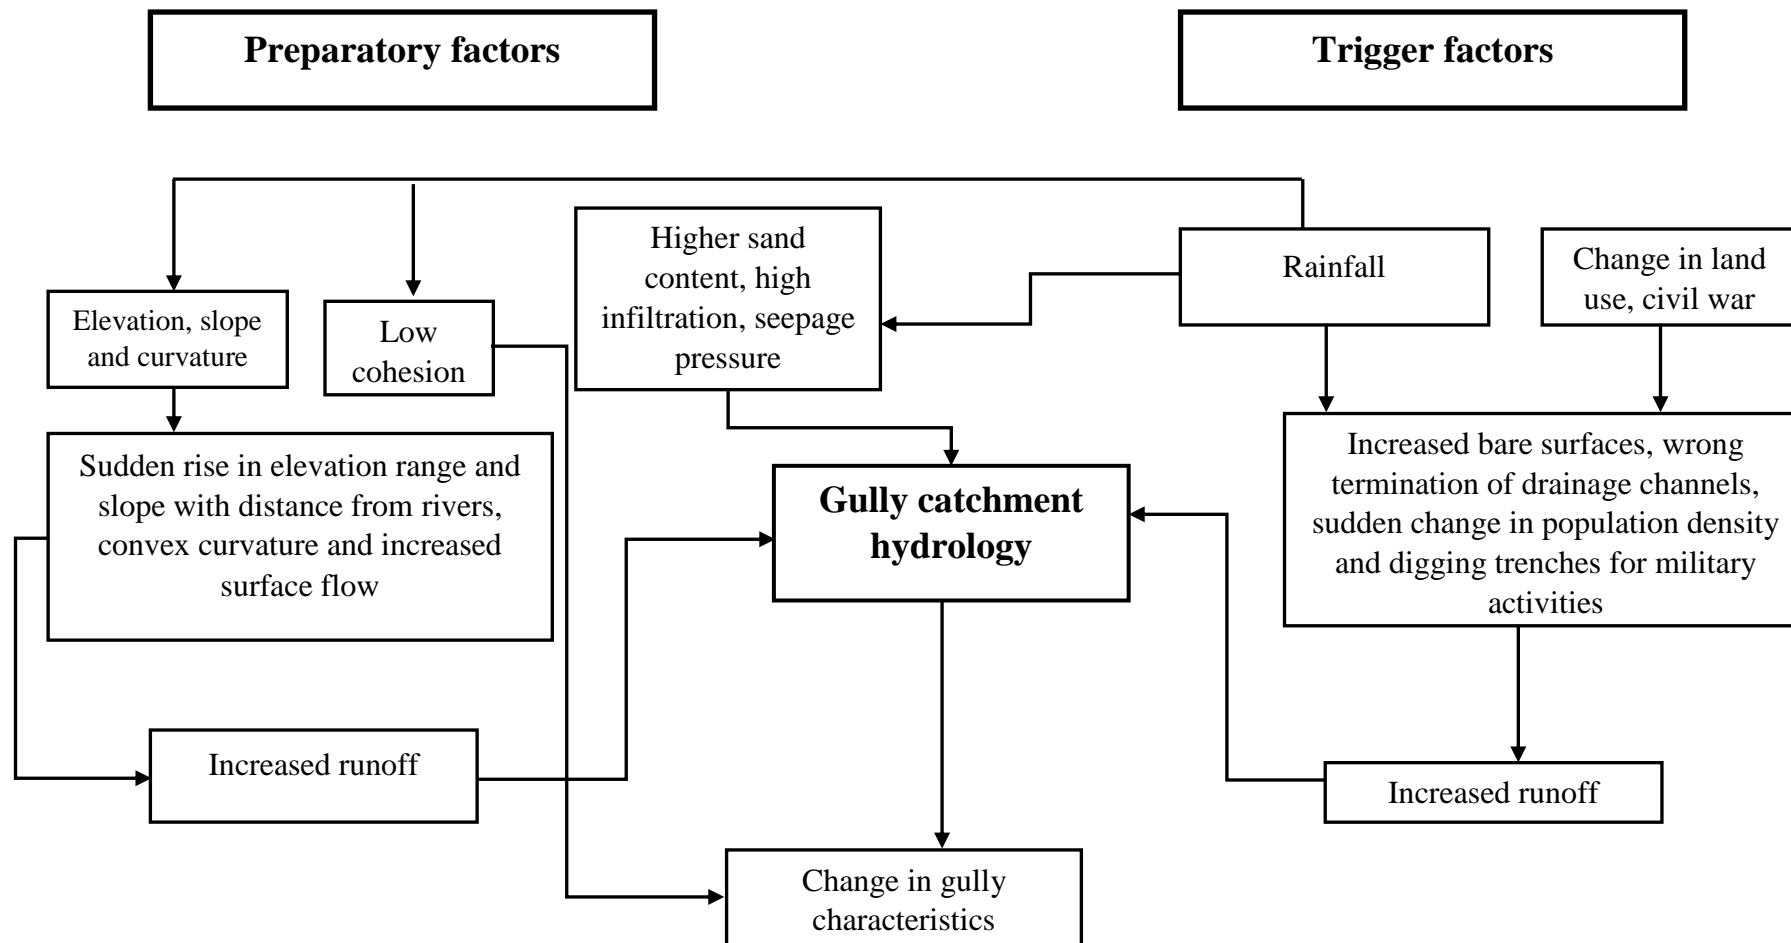 Preparatory factors
Trigger factors
Higher sand
content, high
infiltration, seepage
pressure
Rainfall
Change in land
use, civil war
Elevation, slope
and curvature
Low
cohesion
Sudden rise in elevation range and
slope with distance from rivers,
convex curvature and increased
surface flow
Gully catchment
hydrology
Increased bare surfaces, wrong
termination of drainage channels,
sudden change in population density
and digging trenches for military
activities
Increased runoff
Increased runoff
Change in gully
characteristics